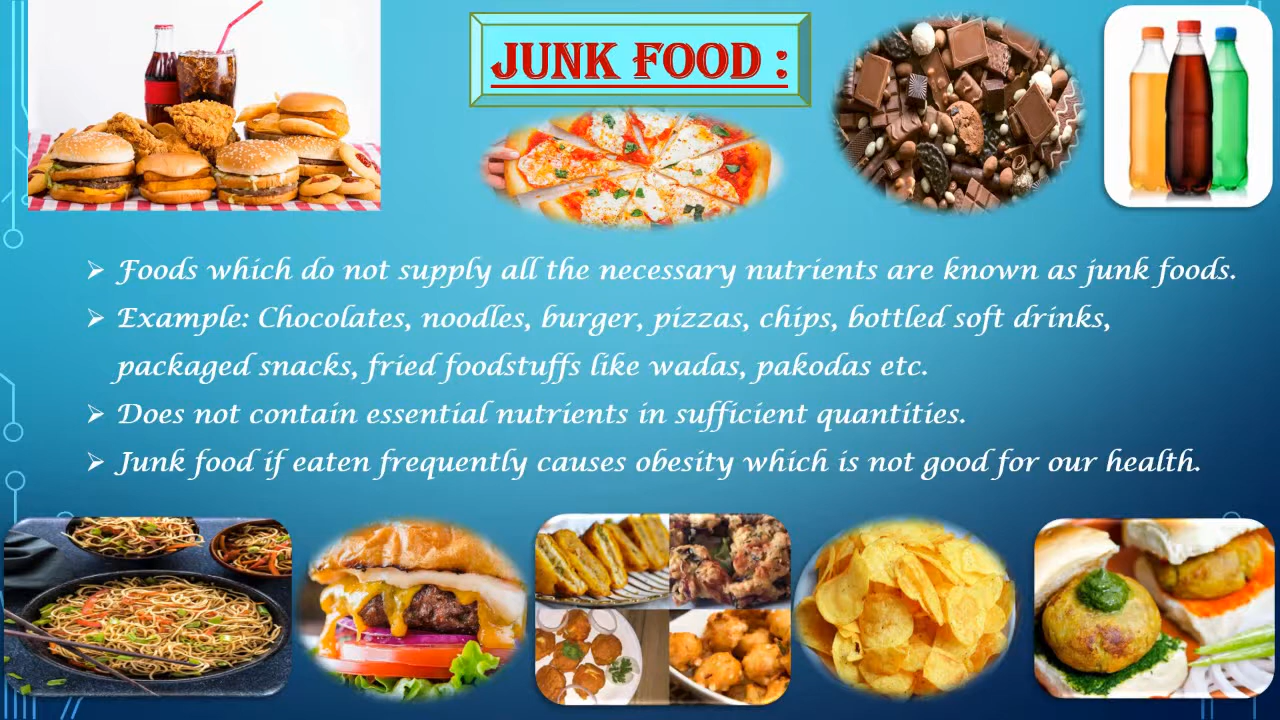 JUNK FOOD :
➢ Foods which do not supply all the necessary nutrients are known as junk foods.
➢ Example: Chocolates, noodles, burger, pizzas, chips, bottled soft drinks,
packaged snacks, fried foodstuffs like wadas, pakodas etc.
➢ Does not contain essential nutrients in sufficient quantities.
➢ Junk food if eaten frequently causes obesity which is not good for our health.